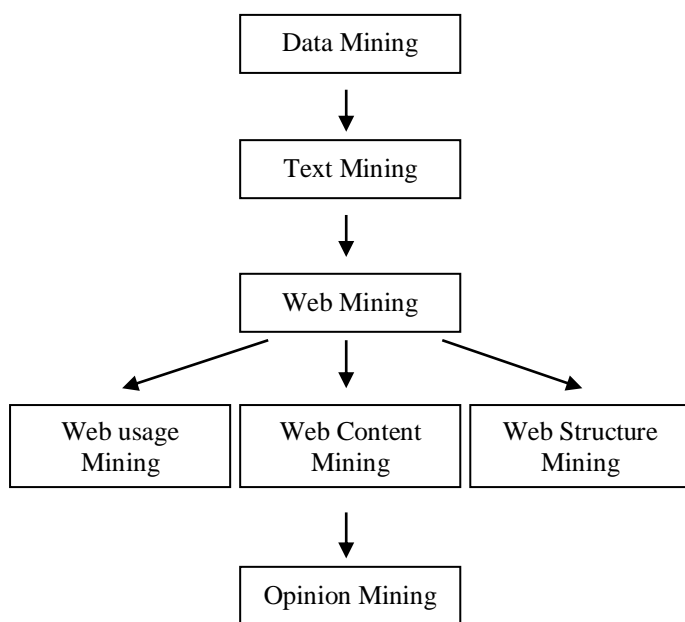 Data Mining
Text Mining
Web Mining
Web usage
Mining
Web Content
Mining
Web Structure
Mining
Opinion Mining